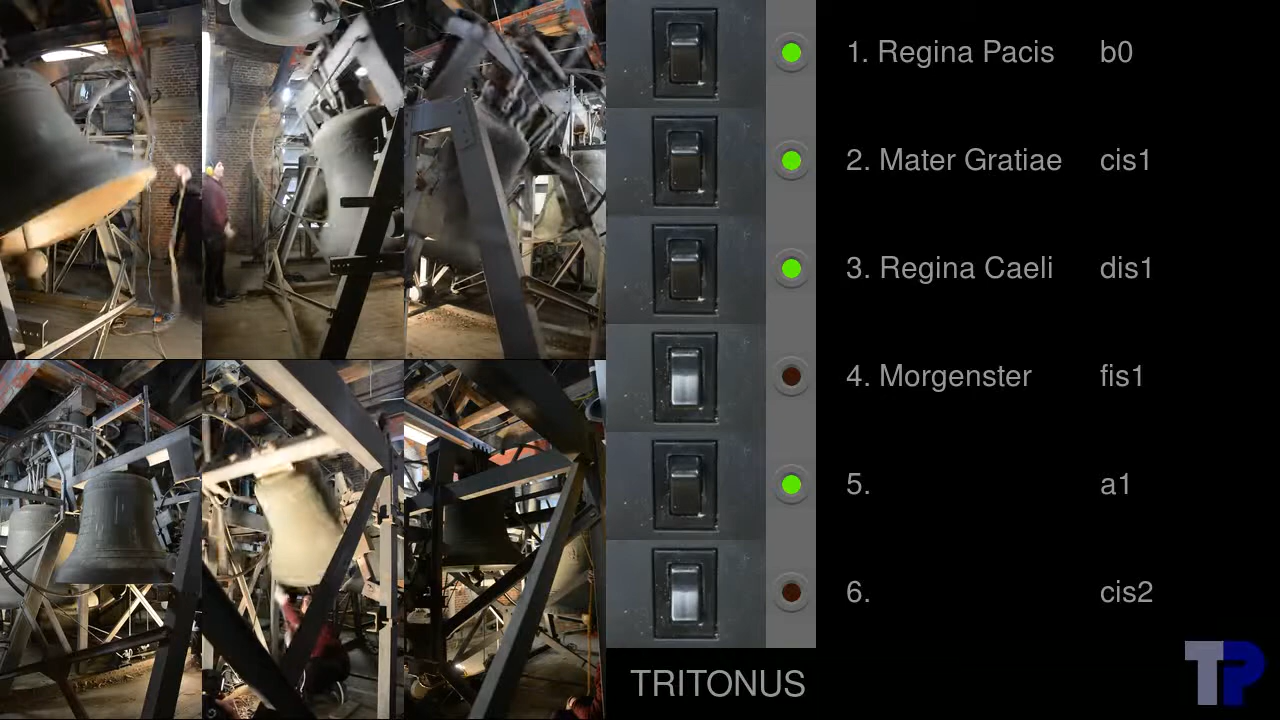 1. Regina Pacis b0
2. Mater Gratiae cis1
3. Regina Caeli dis1
4. Morgenster fis1
5. a1
6. cis2
TRITONUS
TP